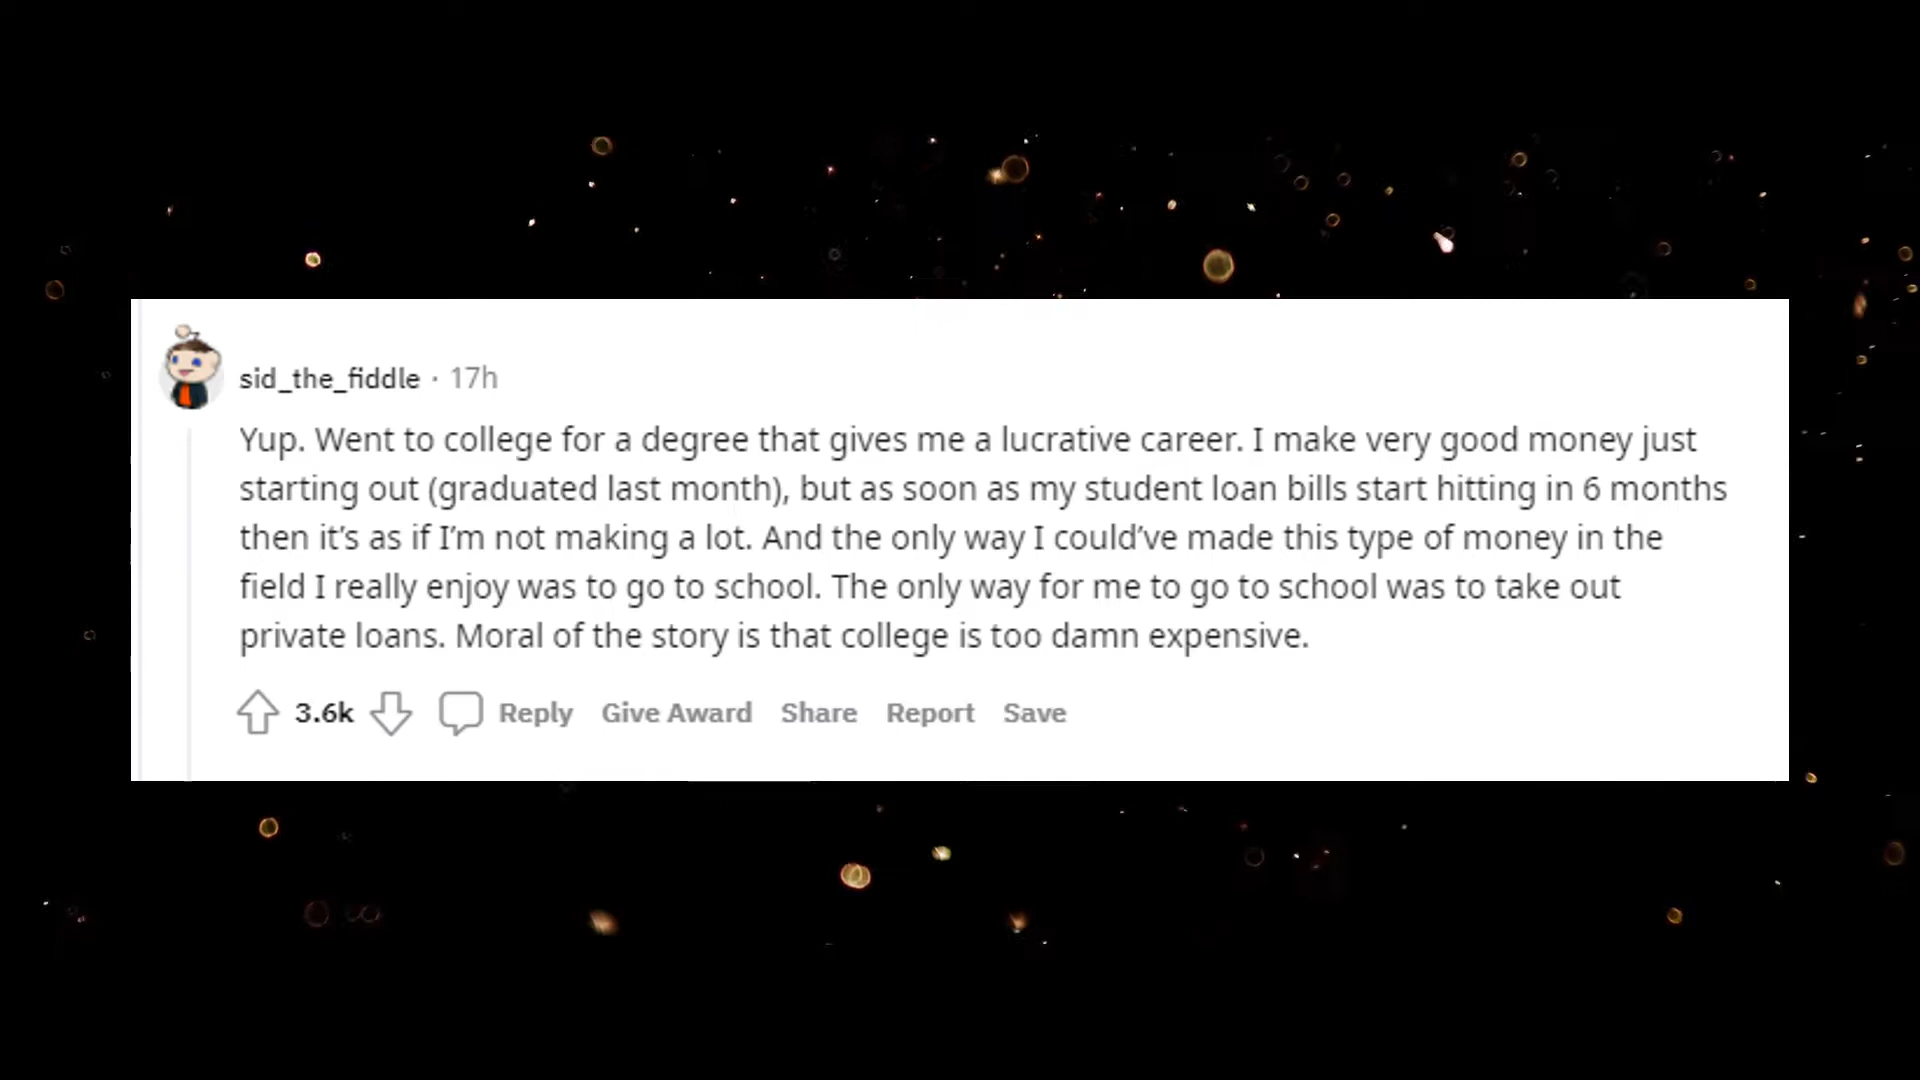 sid_the_fiddle · 17h
Yup. Went to college for a degree that gives me a lucrative career. I make very good money just
starting out (graduated last month), but as soon as my student loan bills start hitting in 6 months
then it’s as if I’m not making a lot. And the only way I could’ve made this type of money in the
field I really enjoy was to go to school. The only way for me to go to school was to take out
private loans. Moral of the story is that college is too damn expensive.
3.6k Reply Give Award Share Report Save